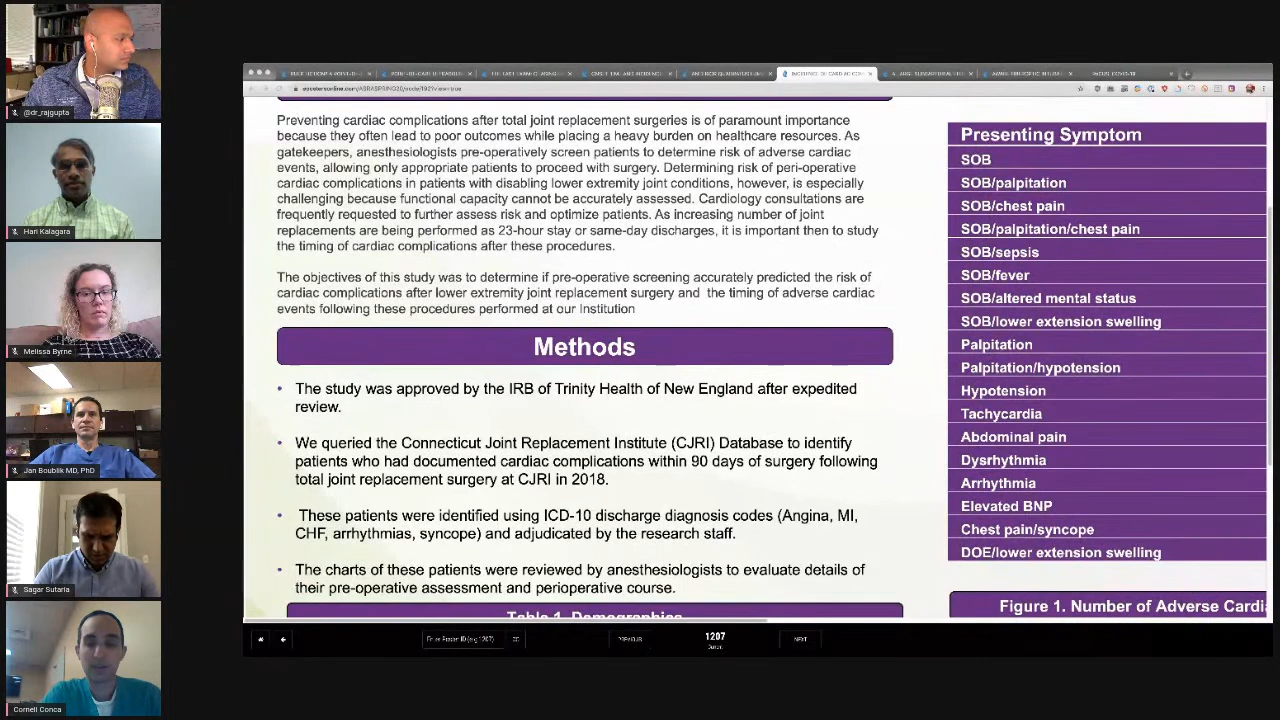 @dr_rajgupta
Hari Kalagara
Melissa Byrne
Jan Boublik MD, PhD
Sagar Sutaria
Cornell Conca
Preventing cardiac complications after total joint replacement surgeries is of paramount importance
because they often lead to poor outcomes while placing a heavy burden on healthcare resources. As
gatekeepers, anesthesiologists pre-operatively screen patients to determine risk of adverse cardiac
events, allowing only appropriate patients to proceed with surgery. Determining risk of peri-operative
cardiac complications in patients with disabling lower extremity joint conditions, however, is especially
challenging because functional capacity cannot be accurately assessed. Cardiology consultations are
frequently requested to further assess risk and optimize patients. As increasing number of joint
replacements are being performed as 23-hour stay or same-day discharges, it is important then to study
the timing of cardiac complications after these procedures.
The objectives of this study was to determine if pre-operative screening accurately predicted the risk of
cardiac complications after lower extremity joint replacement surgery and the timing of adverse cardiac
events following these procedures performed at our Institution
Methods
• The study was approved by the IRB of Trinity Health of New England after expedited
review.
• We queried the Connecticut Joint Replacement Institute (CJRI) Database to identify
patients who had documented cardiac complications within 90 days of surgery following
total joint replacement surgery at CJRI in 2018.
• These patients were identified using ICD-10 discharge diagnosis codes (Angina, MI,
CHF, arrhythmias, syncope) and adjudicated by the research staff.
• The charts of these patients were reviewed by anesthesiologists to evaluate details of
their pre-operative assessment and perioperative course.
Table 1. Demographics
Presenting Symptom
SOB
SOB/palpitation
SOB/chest pain
SOB/palpitation/chest pain
SOB/sepsis
SOB/fever
SOB/altered mental status
SOB/lower extension swelling
Palpitation
Palpitation/hypotension
Hypotension
Tachycardia
Abdominal pain
Dysrhythmia
Arrhythmia
Elevated BNP
Chest pain/syncope
DOE/lower extension swelling
Figure 1. Number of Adverse Cardi
Enter Poster ID (e.g.1207)
GO
PREVIOUS
1207
NEXT